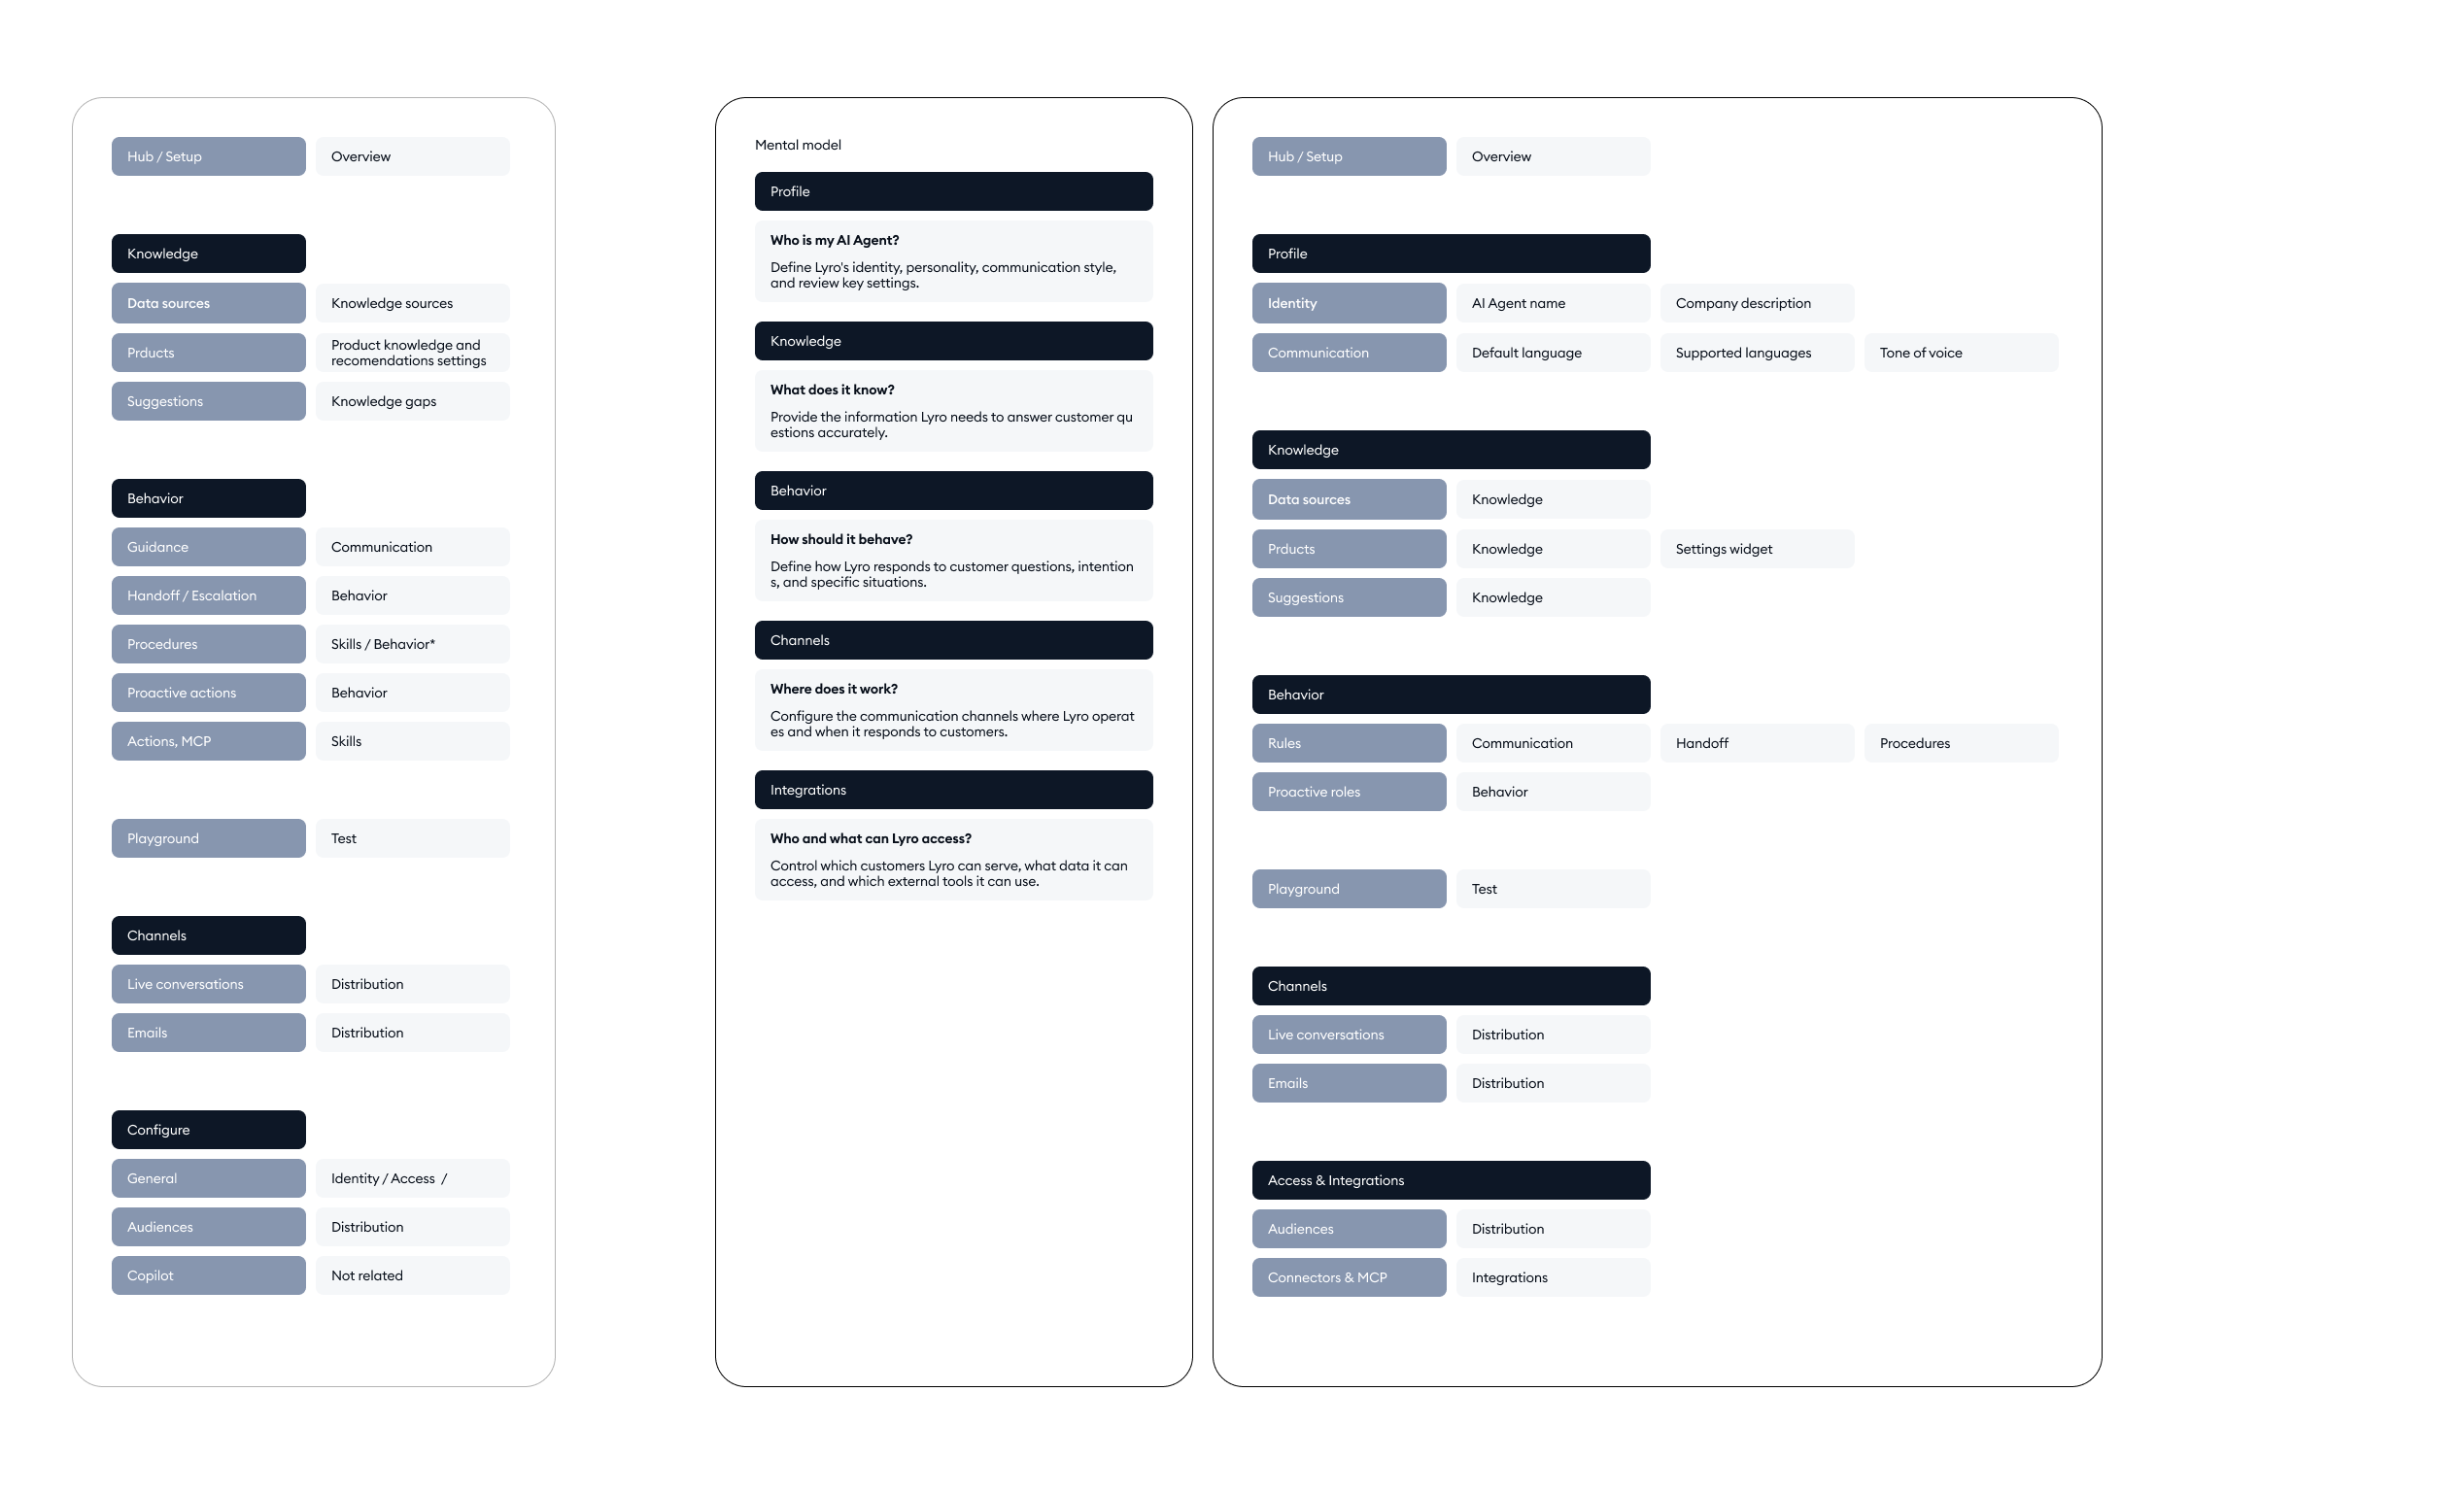 Hub / Setup
Overview
Knowledge
Data sources
Knowledge sources
Prducts
Product knowledge and
recomendations settings
Suggestions
Knowledge gaps
Behavior
Guidance
Communication
Handoff / Escalation
Behavior
Procedures
Skills / Behavior*
Proactive actions
Behavior
Actions, MCP
Skills
Playground
Test
Channels
Live conversations
Distribution
Emails
Distribution
Configure
General
Identity / Access /
Audiences
Distribution
Copilot
Not related
Mental model
Profile
Who is my AI Agent?
Define Lyro's identity, personality, communication style,
and review key settings.
Knowledge
What does it know?
Provide the information Lyro needs to answer customer qu
estions accurately.
Behavior
How should it behave?
Define how Lyro responds to customer questions, intention
s, and specific situations.
Channels
Where does it work?
Configure the communication channels where Lyro operat
es and when it responds to customers.
Integrations
Who and what can Lyro access?
Control which customers Lyro can serve, what data it can
access, and which external tools it can use.
Hub / Setup
Overview
Profile
Identity
AI Agent name
Company description
Communication
Default language
Supported languages
Tone of voice
Knowledge
Data sources
Knowledge
Prducts
Knowledge
Settings widget
Suggestions
Knowledge
Behavior
Rules
Communication
Handoff
Procedures
Proactive roles
Behavior
Playground
Test
Channels
Live conversations
Distribution
Emails
Distribution
Access & Integrations
Audiences
Distribution
Connectors & MCP
Integrations